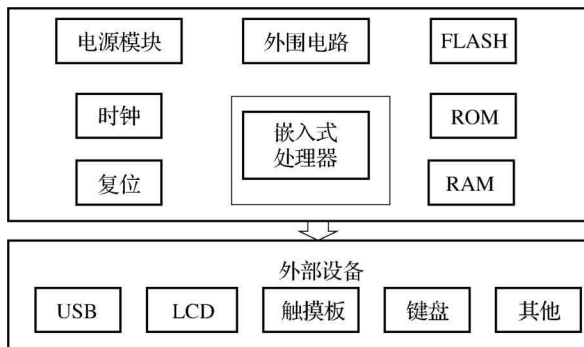 电源模块
外围电路
FLASH
时钟
嵌入式
处理器
ROM
复位
RAM
外部设备
USB
LCD
触摸板
键盘
其他